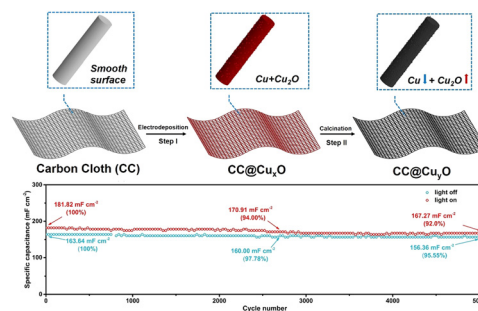 Smooth
surface
Cu+Cu₂O
Cu⬇+ Cu₂O⬆
Electrodeposition
Step I
Calcination
Step II
Carbon Cloth (CC)
CC@CuₓO
CC@CuᵧO
Specific capacitance (mF cm⁻²)
300
200
100
0
light off
light on
181.82 mF cm⁻²
(100%)
170.91 mF cm⁻²
(94.00%)
167.27 mF cm⁻²
(92.0%)
163.64 mF cm⁻²
(100%)
160.00 mF cm⁻²
(97.78%)
156.36 mF cm⁻²
(95.55%)
0
1000
2000
3000
4000
5000
Cycle number